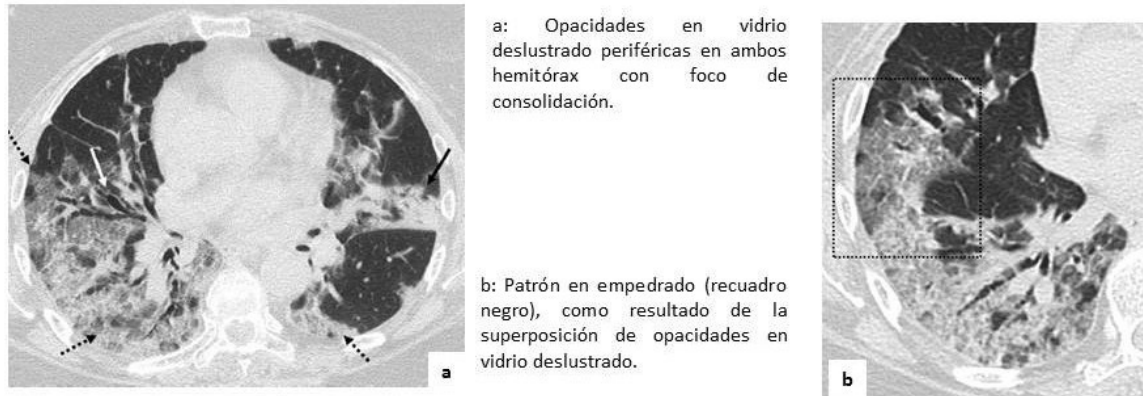 a: Opacidades en vidrio
deslustrado periféricas en ambos
hemitórax con foco de
consolidación.
b: Patrón en empedrado (recuadro
negro), como resultado de la
superposición de opacidades en
vidrio deslustrado.
a
b